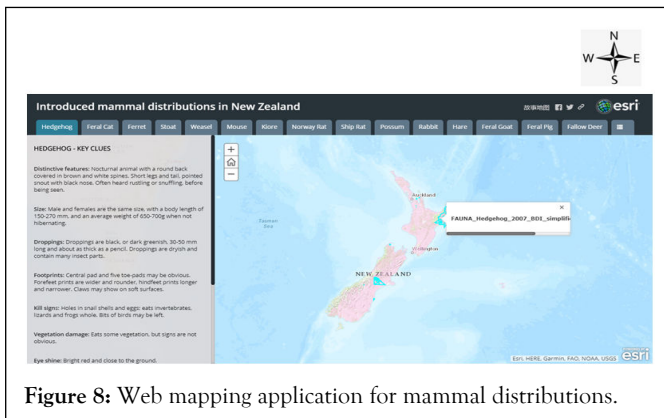 N
W E
S
Introduced mammal distributions in New Zealand
故事地图
esri
Hedgehog Feral Cat Ferret Stoat Weasel Mouse Kiore Norway Rat Ship Rat Possum Rabbit Hare Feral Goat Feral Pig Fallow Deer
HEDGEHOG - KEY CLUES
Distinctive features: Nocturnal animal with a round back
covered in brown and white spines. Short legs and tail, pointed
snout with black nose. Often heard rustling or snuffling, before
being seen.
Size: Male and females are the same size, with a body length of
150-270 mm, and an average weight of 650-700g when not
hibernating.
Droppings: Droppings are black, or dark greenish, 30-50 mm
long and about as thick as a pencil. Droppings are dryish and
contain many insect parts.
Footprints: Central pad and five toe-pads may be obvious.
Forefeet prints are wider and rounder, hindfeet prints longer
and narrower. Claws may show on soft surfaces.
Kill signs: Holes in snail shells and eggs: eats invertebrates,
lizards and frogs whole. Bits of birds may be left.
Vegetation damage: Eats some vegetation, but signs are not
obvious.
Eye shine: Bright red and close to the ground.
+
−
Tasman
Sea
Auckland
×
FAUNA_Hedgehog_2007_BDI_simplifi
Wellington
NEW ZEALAND
Esri, HERE, Garmin, FAO, NOAA, USGS
esri
Figure 8: Web mapping application for mammal distributions.